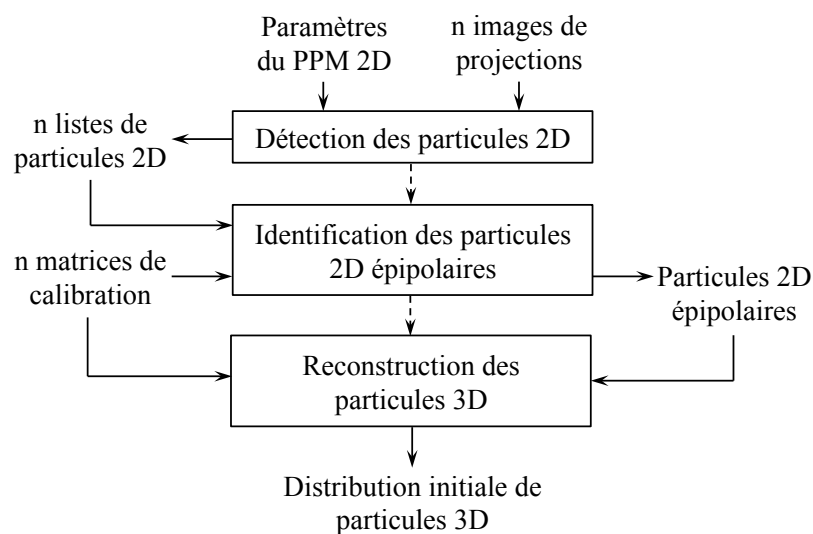 Paramètres
du PPM 2D
n images de
projections
n listes de
particules 2D
Détection des particules 2D
Identification des particules
2D épipolaires
n matrices de
calibration
Particules 2D
épipolaires
Reconstruction des
particules 3D
Distribution initiale de
particules 3D